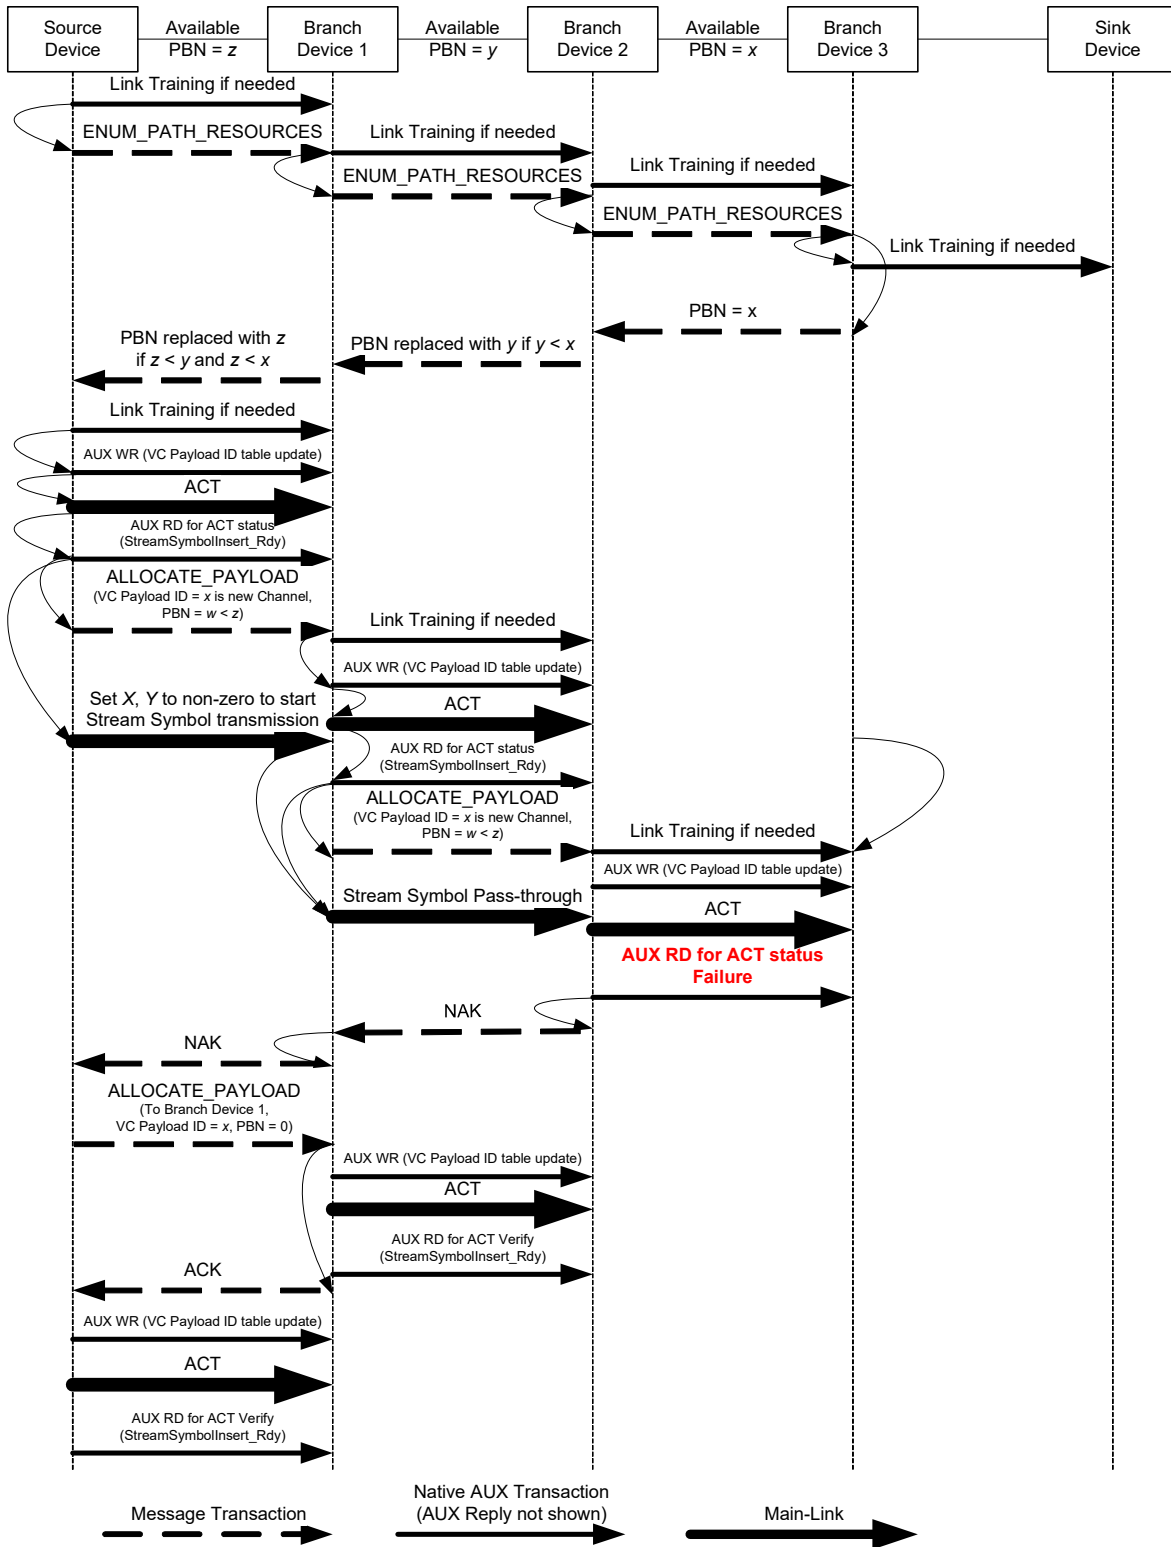 Source
Device
Available
PBN = z
Branch
Device 1
Available
PBN = y
Branch
Device 2
Available
PBN = x
Branch
Device 3
Sink
Device
Link Training if needed
ENUM_PATH_RESOURCES
Link Training if needed
ENUM_PATH_RESOURCES
Link Training if needed
ENUM_PATH_RESOURCES
Link Training if needed
PBN = x
PBN replaced with y if y < x
PBN replaced with z
if z < y and z < x
Link Training if needed
AUX WR (VC Payload ID table update)
ACT
AUX RD for ACT status
(StreamSymbolInsert_Rdy)
ALLOCATE_PAYLOAD
(VC Payload ID = x is new Channel,
PBN = w < z)
Link Training if needed
AUX WR (VC Payload ID table update)
Set X, Y to non-zero to start
Stream Symbol transmission
ACT
AUX RD for ACT status
(StreamSymbolInsert_Rdy)
ALLOCATE_PAYLOAD
(VC Payload ID = x is new Channel,
PBN = w < z)
Link Training if needed
AUX WR (VC Payload ID table update)
Stream Symbol Pass-through
ACT
AUX RD for ACT status
Failure
NAK
NAK
ALLOCATE_PAYLOAD
(To Branch Device 1,
VC Payload ID = x, PBN = 0)
AUX WR (VC Payload ID table update)
ACT
AUX RD for ACT Verify
(StreamSymbolInsert_Rdy)
ACK
AUX WR (VC Payload ID table update)
ACT
AUX RD for ACT Verify
(StreamSymbolInsert_Rdy)
Message Transaction
Native AUX Transaction
(AUX Reply not shown)
Main-Link